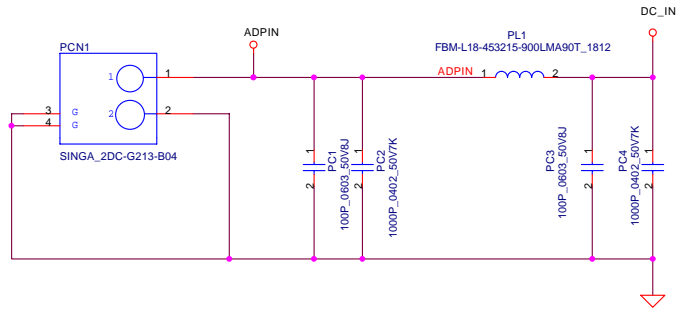 DC_IN
PCN1
ADPIN
PL1
FBM-L18-453215-900LMA90T_1812
1
1
ADPIN
1
2
3
G
2
2
4
G
SINGA_2DC-G213-B04
1
2
PC1
100P_0603_50V8J
1
2
PC2
1000P_0402_50V7K
1
2
PC3
100P_0603_50V8J
1
2
PC4
1000P_0402_50V7K